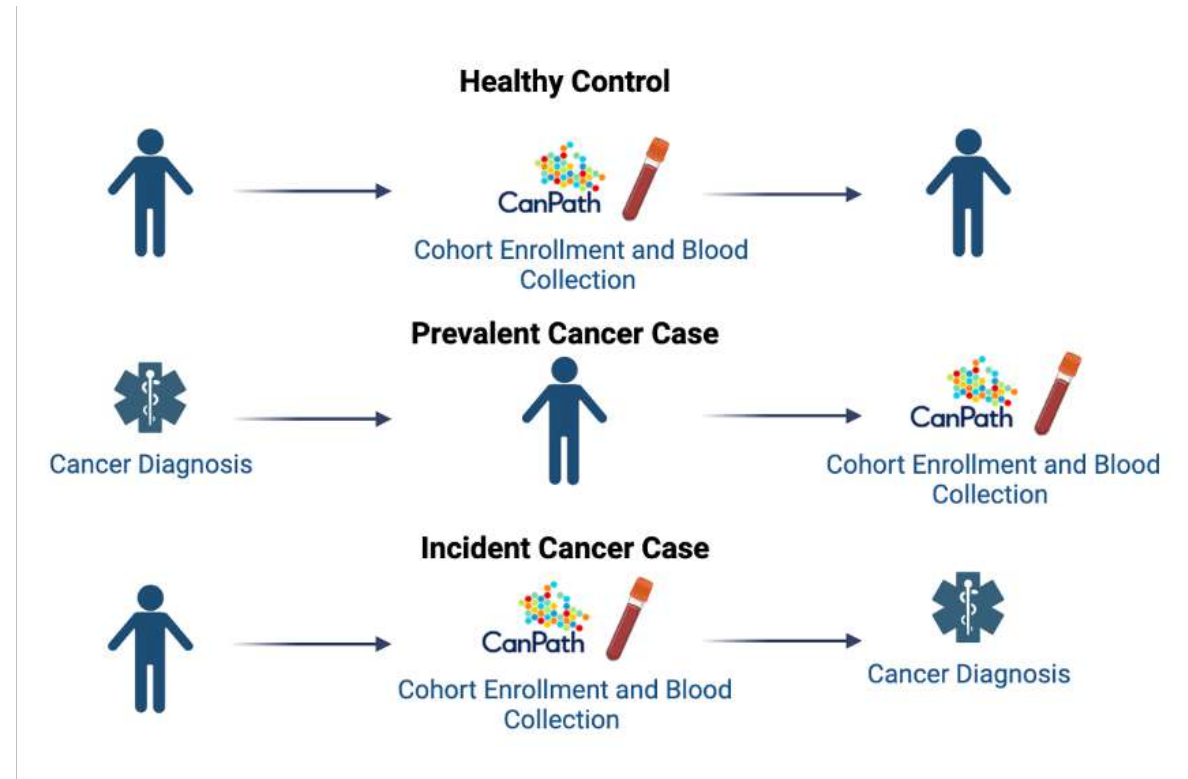 Healthy Control
CanPath
Cohort Enrollment and Blood
Collection
Prevalent Cancer Case
Cancer Diagnosis
CanPath
Cohort Enrollment and Blood
Collection
Incident Cancer Case
CanPath
Cohort Enrollment and Blood
Collection
Cancer Diagnosis